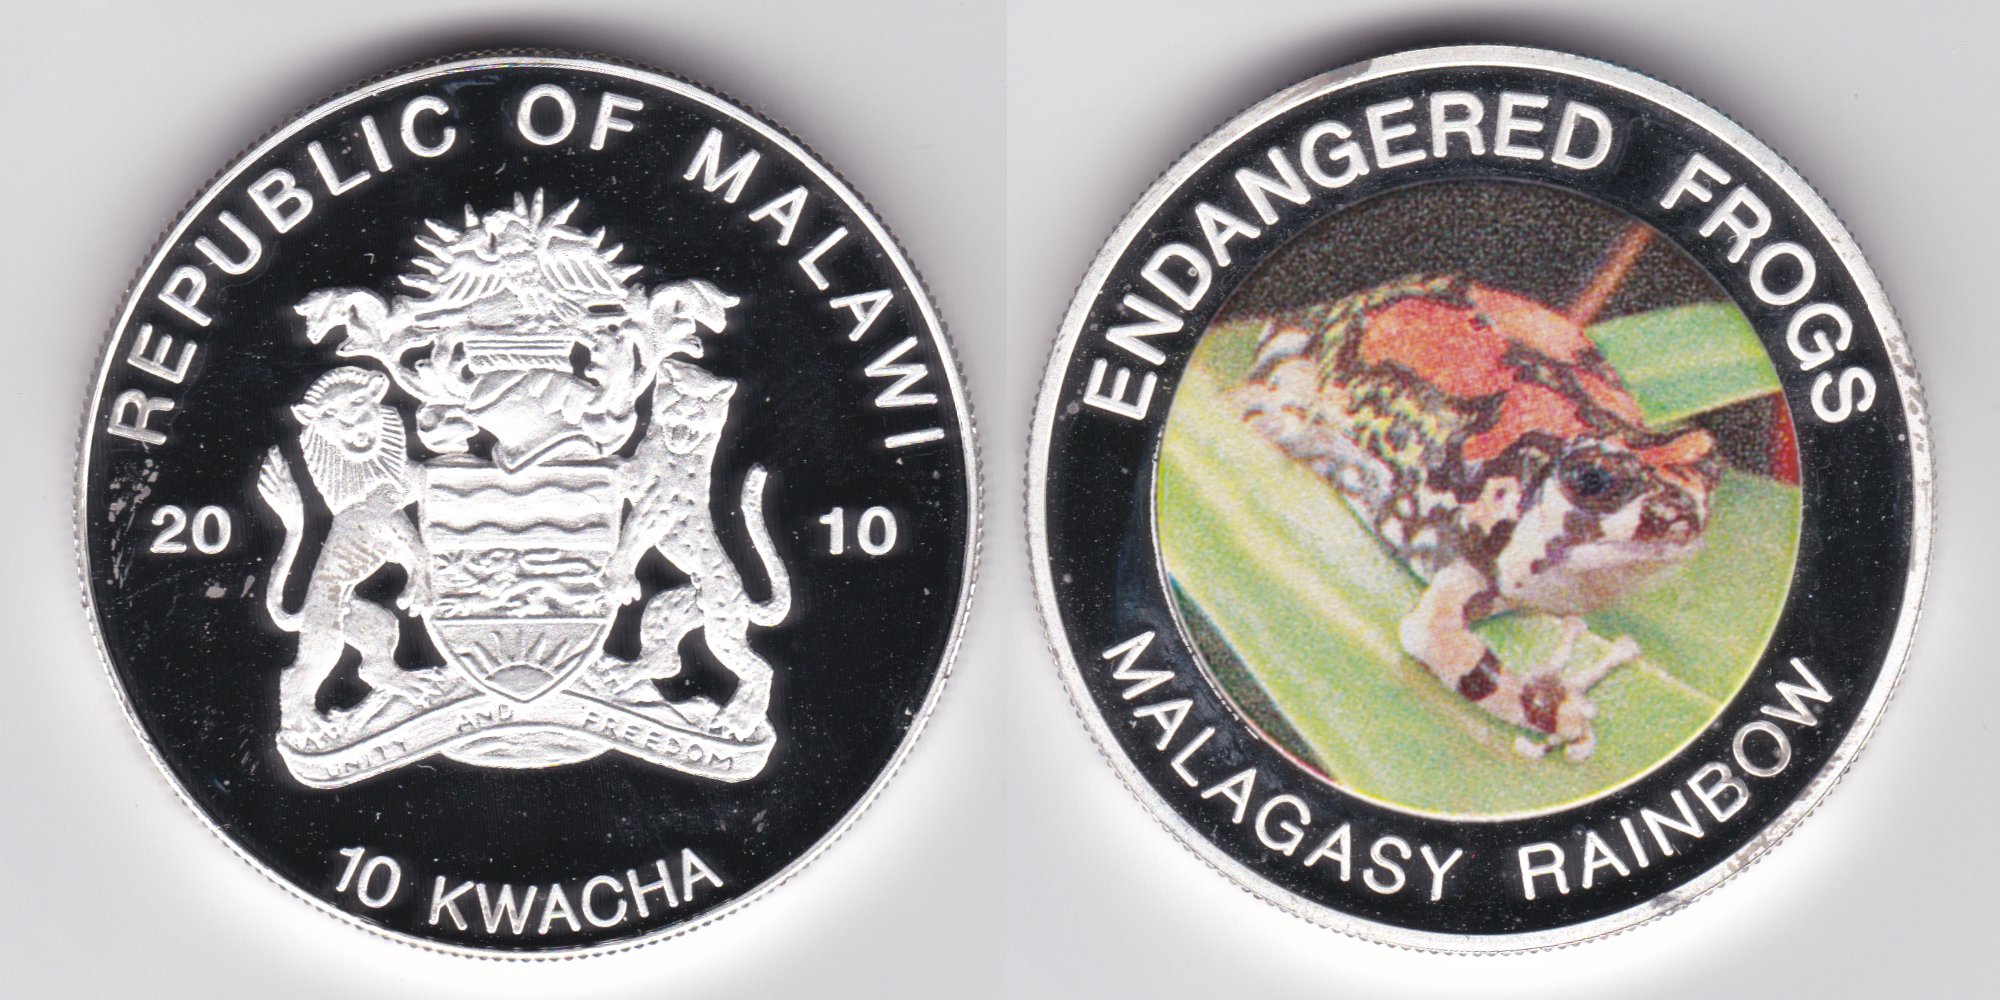 REPUBLIC OF MALAWI
20 10
UNITY AND FREEDOM
10 KWACHA
ENDANGERED FROGS
MALAGASY RAINBOW